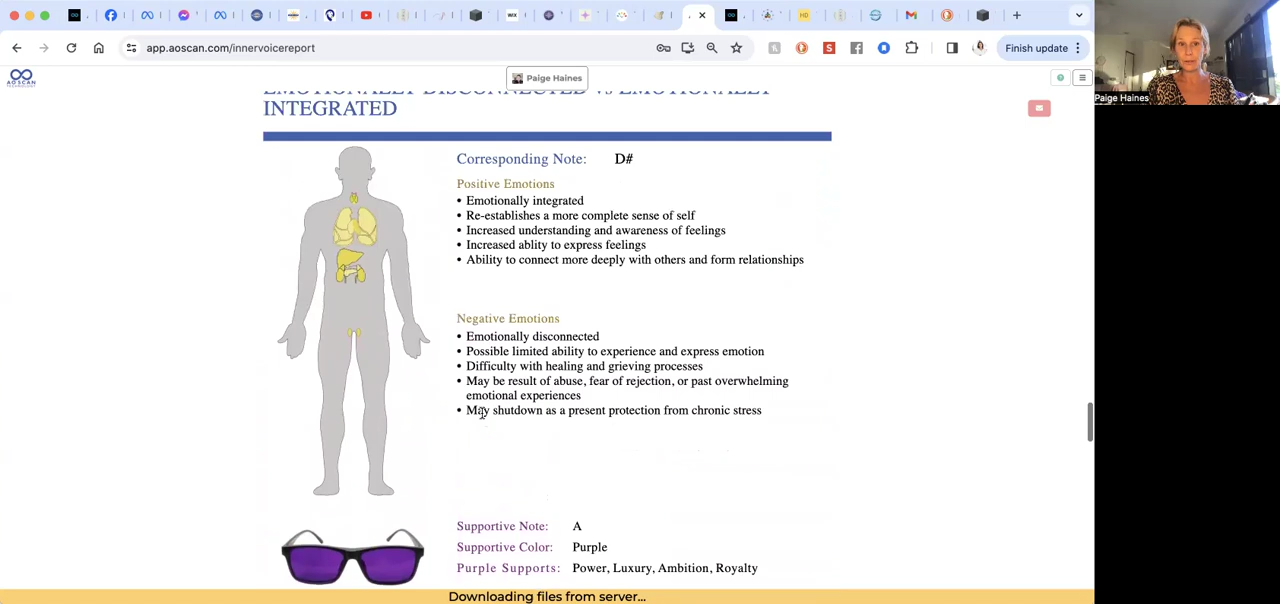 app.aoscan.com/innervoicereport
Finish update
AO SCAN
TECHNOLOGY
Paige Haines
Paige Haines
EMOTIONALLY DISCONNECTED vs EMOTIONALLY
INTEGRATED
Corresponding Note: D#
Positive Emotions
• Emotionally integrated
• Re-establishes a more complete sense of self
• Increased understanding and awareness of feelings
• Increased ablity to express feelings
• Ability to connect more deeply with others and form relationships
Negative Emotions
• Emotionally disconnected
• Possible limited ability to experience and express emotion
• Difficulty with healing and grieving processes
• May be result of abuse, fear of rejection, or past overwhelming
emotional experiences
• May shutdown as a present protection from chronic stress
Supportive Note: A
Supportive Color: Purple
Purple Supports: Power, Luxury, Ambition, Royalty
Downloading files from server...